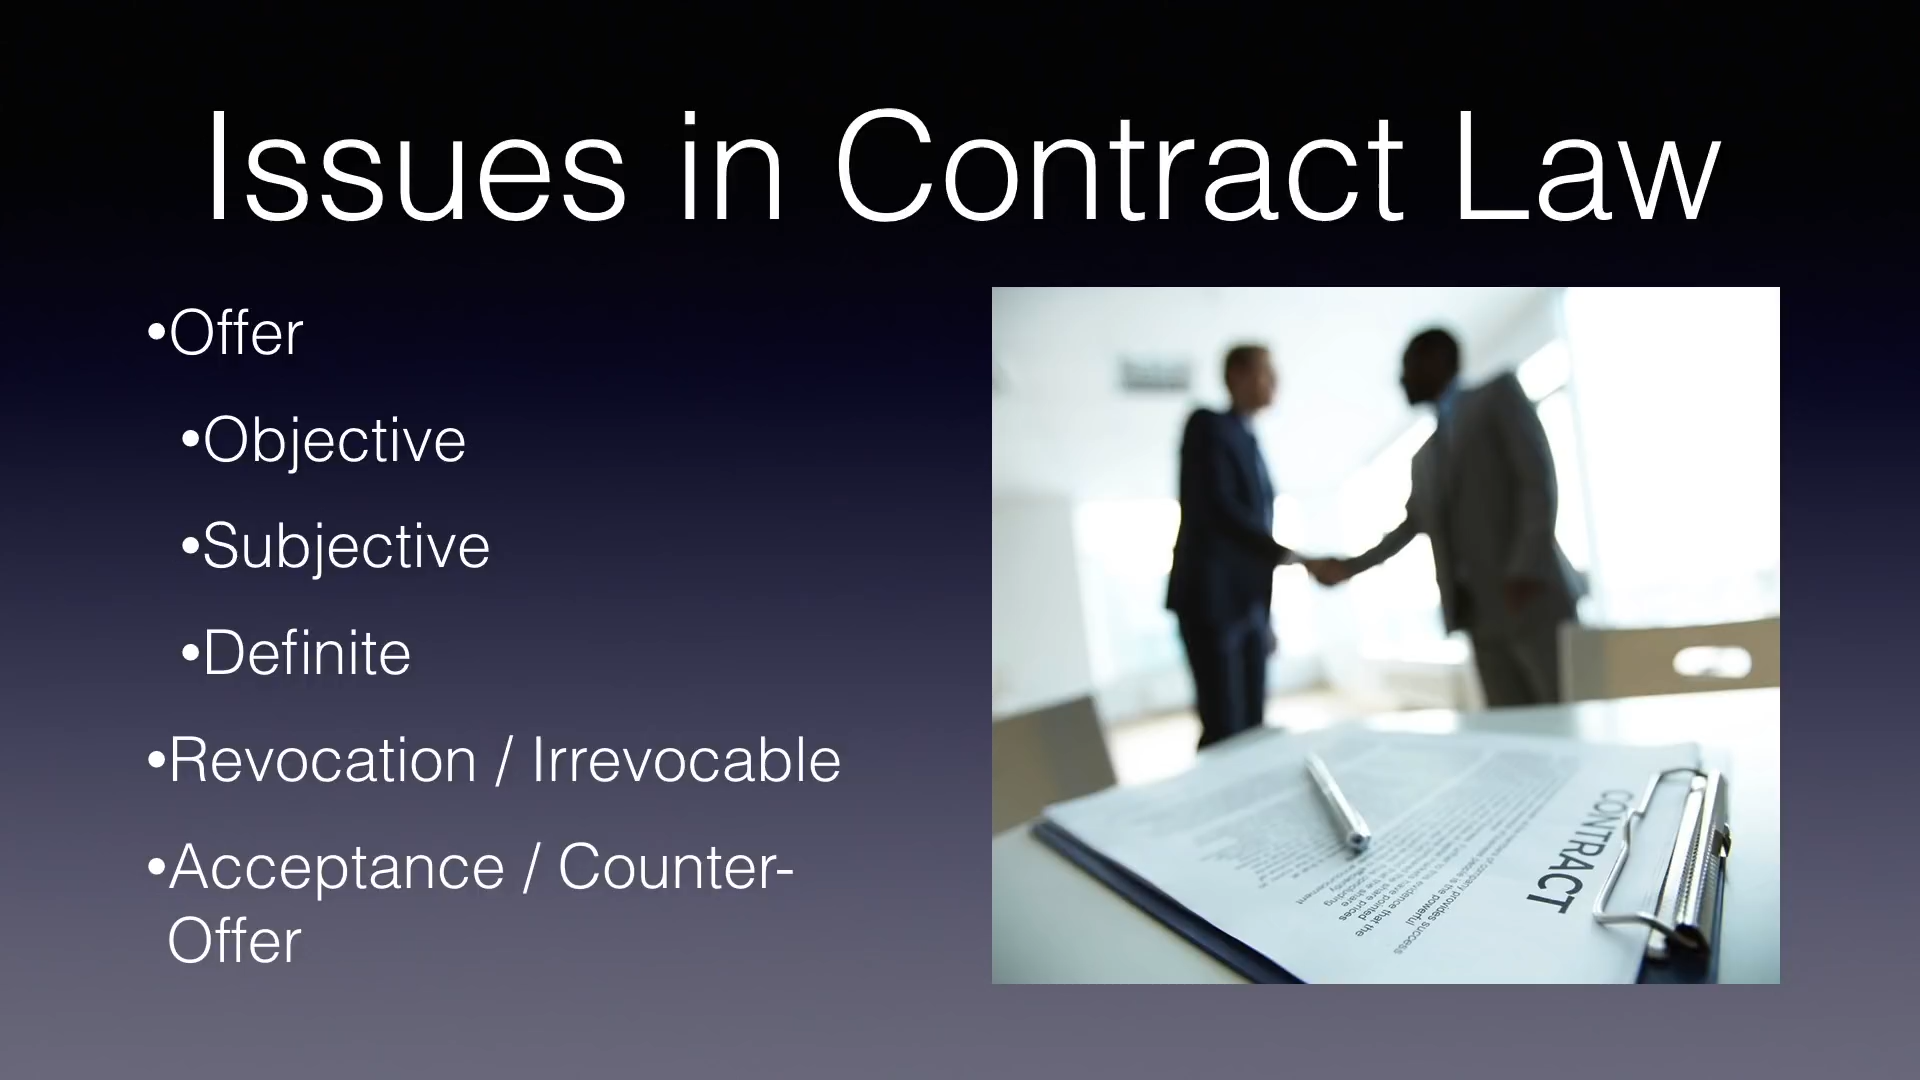 Issues in Contract Law
•Offer
•Objective
•Subjective
•Definite
•Revocation / Irrevocable
•Acceptance / Counter-
Offer
CONTRACT